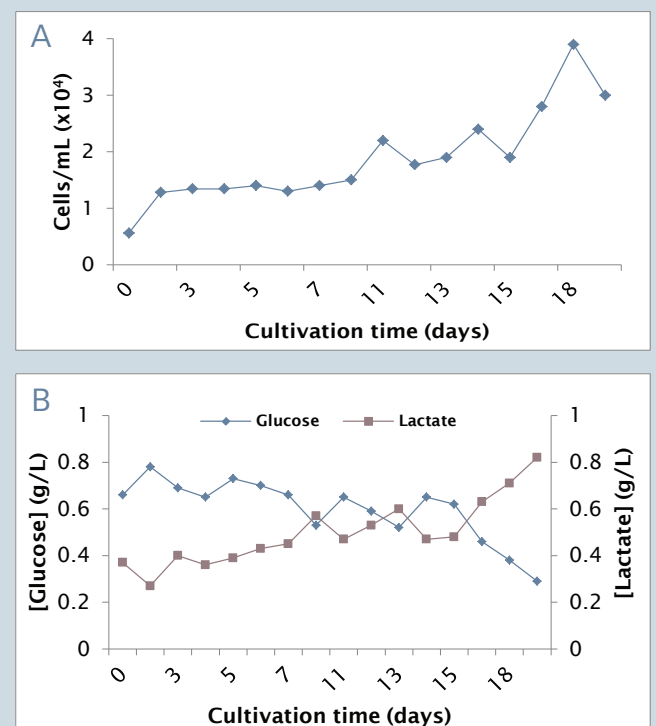 A
Cells/mL (x10⁴)
4
3
2
1
0
0 3 5 7 11 13 15 18
Cultivation time (days)
B
[Glucose] (g/L)
[Lactate] (g/L)
Glucose Lactate
1 1
0.8 0.8
0.6 0.6
0.4 0.4
0.2 0.2
0 0
0 3 5 7 11 13 15 18
Cultivation time (days)